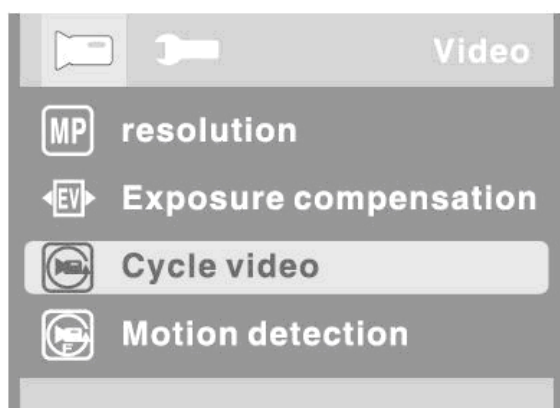 Video
MP resolution
EV Exposure compensation
Cycle video
Motion detection